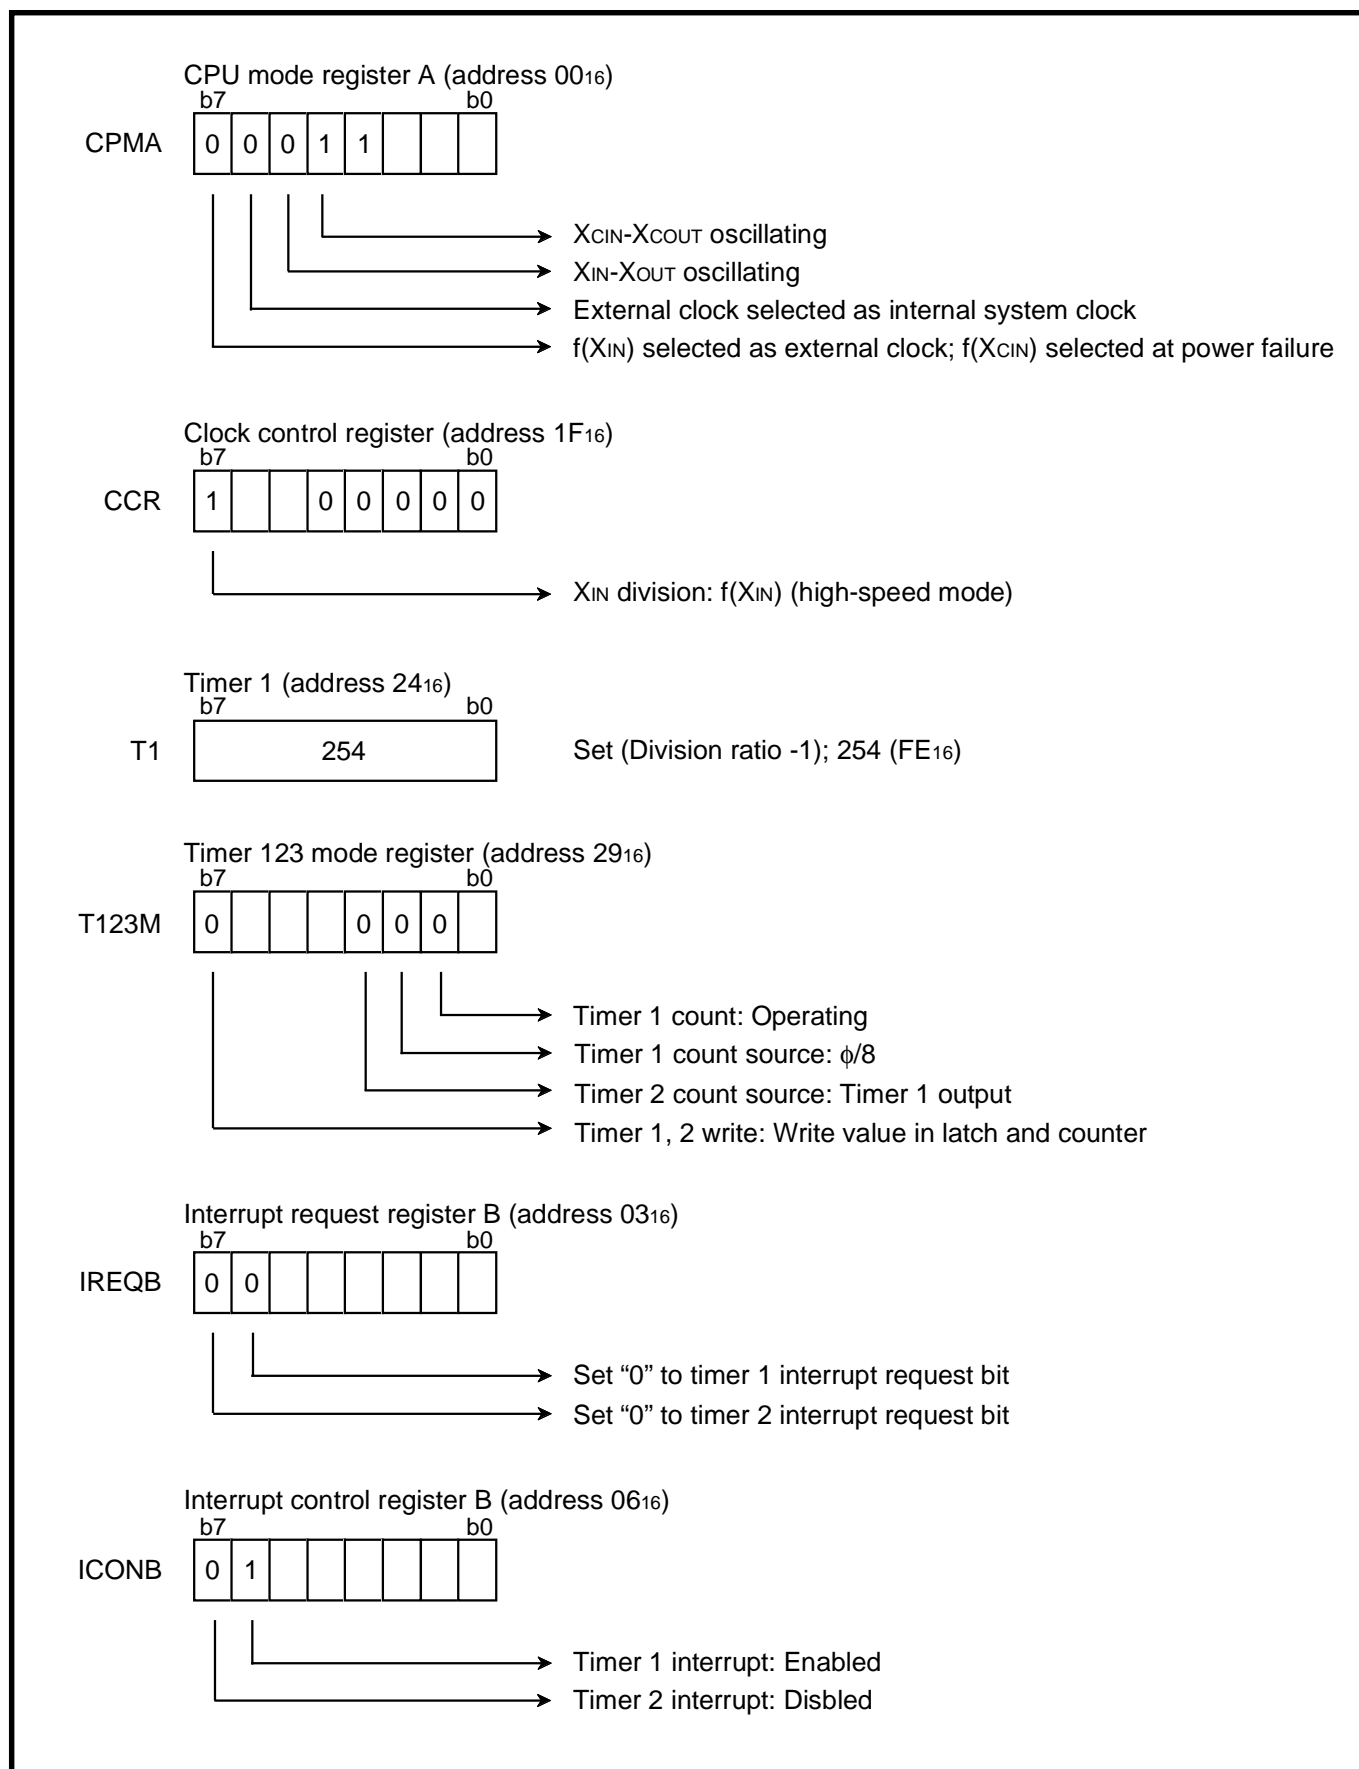 CPU mode register A (address 0016)
b7 b0
CPMA 0 0 0 1 1
XCIN-XCOUT oscillating
XIN-XOUT oscillating
External clock selected as internal system clock
f(XIN) selected as external clock; f(XCIN) selected at power failure
Clock control register (address 1F16)
b7 b0
CCR 1 0 0 0 0 0
XIN division: f(XIN) (high-speed mode)
Timer 1 (address 2416)
b7 b0
T1 254 Set (Division ratio -1); 254 (FE16)
Timer 123 mode register (address 2916)
b7 b0
T123M 0 0 0 0
Timer 1 count: Operating
Timer 1 count source: ϕ/8
Timer 2 count source: Timer 1 output
Timer 1, 2 write: Write value in latch and counter
Interrupt request register B (address 0316)
b7 b0
IREQB 0 0
Set “0” to timer 1 interrupt request bit
Set “0” to timer 2 interrupt request bit
Interrupt control register B (address 0616)
b7 b0
ICONB 0 1
Timer 1 interrupt: Enabled
Timer 2 interrupt: Disbled